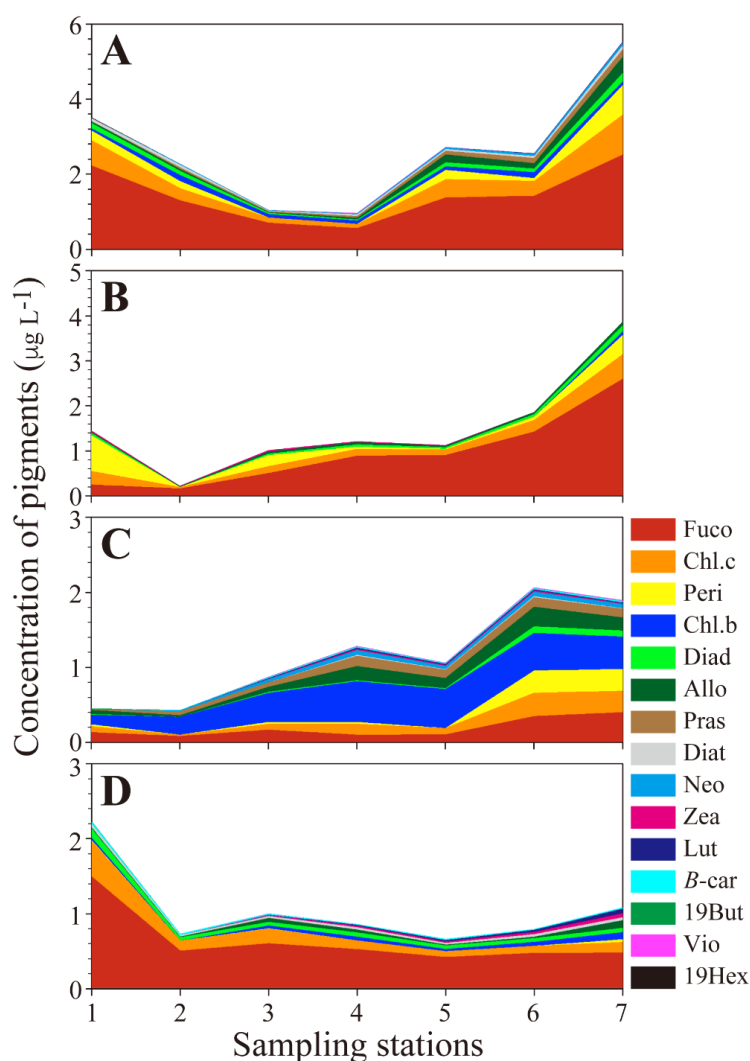 Concentration of pigments (µg L-1)
A
6
4
2
0
B
5
4
3
2
1
0
C
3
2
1
0
D
3
2
1
0
1 2 3 4 5 6 7
Sampling stations
Fuco
Chl.c
Peri
Chl.b
Diad
Allo
Pras
Diat
Neo
Zea
Lut
B-car
19But
Vio
19Hex